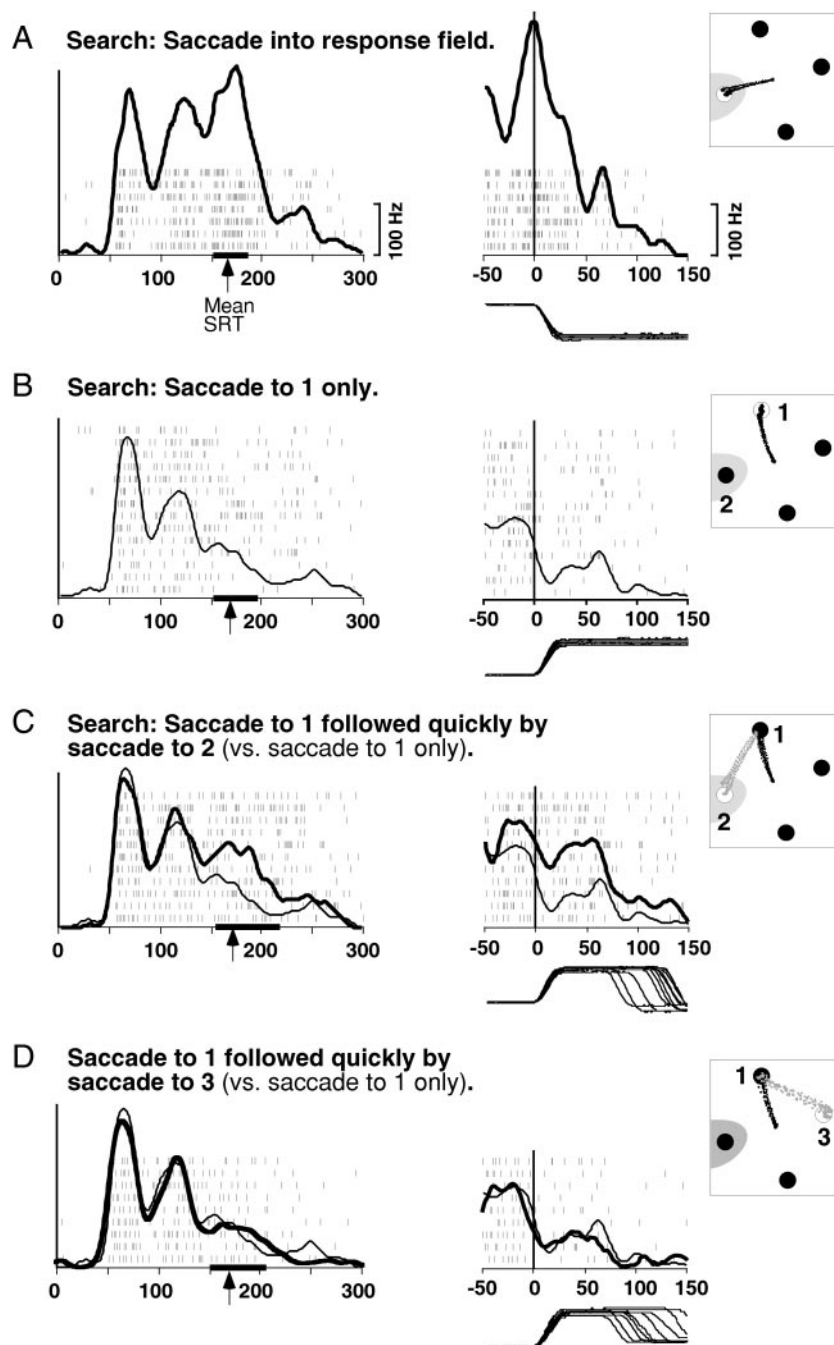 A Search: Saccade into response field.
100 Hz
100 Hz
0 100 200 300
-50 0 50 100 150
Mean
SRT
B Search: Saccade to 1 only.
1
2
0 100 200 300
-50 0 50 100 150
C Search: Saccade to 1 followed quickly by
saccade to 2 (vs. saccade to 1 only).
1
2
0 100 200 300
-50 0 50 100 150
D Saccade to 1 followed quickly by
saccade to 3 (vs. saccade to 1 only).
1
3
0 100 200 300
-50 0 50 100 150